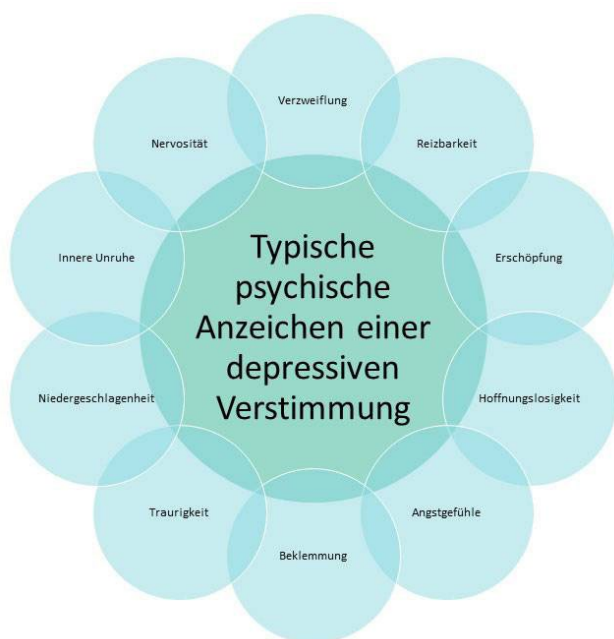 Verzweiflung
Nervosität
Reizbarkeit
Innere Unruhe
Erschöpfung
Typische
psychische
Anzeichen einer
depressiven
Verstimmung
Niedergeschlagenheit
Hoffnungslosigkeit
Traurigkeit
Angstgefühle
Beklemmung